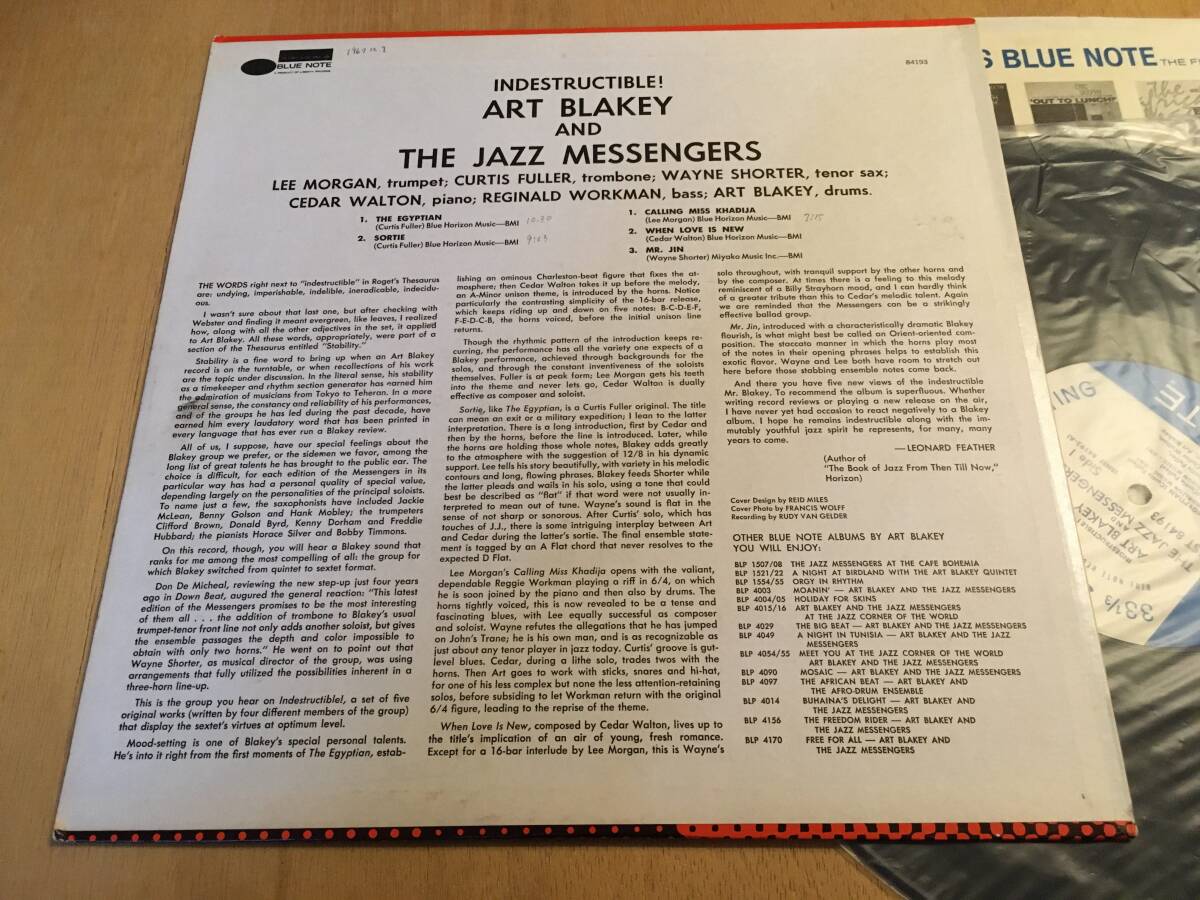 BLUE NOTE
A PRODUCT OF LIBERTY RECORDS
84193
INDESTRUCTIBLE!
ART BLAKEY
AND
THE JAZZ MESSENGERS
LEE MORGAN, trumpet; CURTIS FULLER, trombone; WAYNE SHORTER, tenor sax;
CEDAR WALTON, piano; REGINALD WORKMAN, bass; ART BLAKEY, drums.
1. THE EGYPTIAN
(Curtis Fuller) Blue Horizon Music—BMI 10:30
2. SORTIE
(Curtis Fuller) Blue Horizon Music—BMI
1. CALLING MISS KHADIJA
(Lee Morgan) Blue Horizon Music—BMI 7:15
2. WHEN LOVE IS NEW
(Cedar Walton) Blue Horizon Music—BMI
3. MR. JIN
(Wayne Shorter) Miyako Music Inc.—BMI
THE WORDS right next to "indestructible" in Roget's Thesaurus
are: undying, imperishable, indelible, ineradicable, indecidu-
ous.
I wasn't sure about that last one, but after checking with
Webster and finding it meant evergreen, like leaves, I realized
how, along with all the other adjectives in the set, it applied
to Art Blakey. All these words, appropriately, were part of a
section of the Thesaurus entitled "Stability."
Stability is a fine word to bring up when an Art Blakey
record is on the turntable, or when recollections of his work
are the topic under discussion. In the literal sense, his stability
as a timekeeper and rhythm section generator has earned him
the admiration of musicians from Tokyo to Teheran. In a more
general sense, the constancy and reliability of his performances,
and of the groups he has led during the past decade, have
earned him every laudatory word that has been printed in
every language that has ever run a Blakey review.
All of us, I suppose, have our special feelings about the
Blakey group we prefer, or the sidemen we favor, among the
long list of great talents he has brought to the public ear. The
choice is difficult, for each edition of the Messengers in its
particular way has had a personal quality of special value,
depending largely on the personalities of the principal soloists.
To name just a few, the saxophonists have included Jackie
McLean, Benny Golson and Hank Mobley; the trumpeters
Clifford Brown, Donald Byrd, Kenny Dorham and Freddie
Hubbard; the pianists Horace Silver and Bobby Timmons.
On this record, though, you will hear a Blakey sound that
ranks for me among the most compelling of all: the group for
which Blakey switched from quintet to sextet format.
Don De Micheal, reviewing the new step-up just four years
ago in Down Beat, augured the general reaction: "This latest
edition of the Messengers promises to be the most interesting
of them all . . . the addition of trombone to Blakey's usual
trumpet-tenor front line not only adds another soloist, but gives
the ensemble passages the depth and color impossible to
obtain with only two horns." He went on to point out that
Wayne Shorter, as musical director of the group, was using
arrangements that fully utilized the possibilities inherent in a
three-horn line-up.
This is the group you hear on Indestructible!, a set of five
original works (written by four different members of the group)
that display the sextet's virtues at optimum level.
Mood-setting is one of Blakey's special personal talents.
He's into it right from the first moments of The Egyptian, estab-
lishing an ominous Charleston-beat figure that fixes the at-
mosphere; then Cedar Walton takes it up before the melody,
an A-Minor unison theme, is introduced by the horns. Notice
particularly the contrasting simplicity of the 16-bar release,
which keeps riding up and down on five notes: B-C-D-E-F,
F-E-D-C-B, the horns voiced, before the initial unison line
returns.
Though the rhythmic pattern of the introduction keeps re-
curring, the performance has all the variety one expects of a
Blakey performance, achieved through backgrounds for the
solos, and through the constant inventiveness of the soloists
themselves. Fuller is at peak form; Lee Morgan gets his teeth
into the theme and never lets go, Cedar Walton is dually
effective as composer and soloist.
Sortie, like The Egyptian, is a Curtis Fuller original. The title
can mean an exit or a military expedition; I lean to the latter
interpretation. There is a long introduction, first by Cedar and
then by the horns, before the line is introduced. Later, while
the horns are holding those whole notes, Blakey adds greatly
to the atmosphere with the suggestion of 12/8 in his dynamic
support. Lee tells his story beautifully, with variety in his melodic
contours and long, flowing phrases. Blakey feeds Shorter while
the latter pleads and wails in his solo, using a tone that could
best be described as "flat" if that word were not usually in-
terpreted to mean out of tune. Wayne's sound is flat in the
sense of not sharp or sonorous. After Curtis' solo, which has
touches of J.J., there is some intriguing interplay between Art
and Cedar during the latter's sortie. The final ensemble state-
ment is tagged by an A Flat chord that never resolves to the
expected D Flat.
Lee Morgan's Calling Miss Khadija opens with the valiant,
dependable Reggie Workman playing a riff in 6/4, on which
he is soon joined by the piano and then also by drums. The
horns tightly voiced, this is now revealed to be a tense and
fascinating blues, with Lee equally successful as composer
and soloist. Wayne refutes the allegations that he has jumped
on John's Trane; he is his own man, and is as recognizable as
just about any tenor player in jazz today. Curtis' groove is gut-
level blues. Cedar, during a lithe solo, trades twos with the
horns. Then Art goes to work with sticks, snares and hi-hat,
for one of his less complex but none the less attention-retaining
solos, before subsiding to let Workman return with the original
6/4 figure, leading to the reprise of the theme.
When Love Is New, composed by Cedar Walton, lives up to
the title's implication of an air of young, fresh romance.
Except for a 16-bar interlude by Lee Morgan, this is Wayne's
solo throughout, with tranquil support by the other horns and
by the composer. At times there is a feeling to this melody
reminiscent of a Billy Strayhorn mood, and I can hardly think
of a greater tribute than this to Cedar's melodic talent. Again
we are reminded that the Messengers can be a strikingly
effective ballad group.
Mr. Jin, introduced with a characteristically dramatic Blakey
flourish, is what might best be called an Orient-oriented com-
position. The staccato manner in which the horns play most
of the notes in their opening phrases helps to establish this
exotic flavor. Wayne and Lee both have room to stretch out
here before those stabbing ensemble notes come back.
And there you have five new views of the indestructible
Mr. Blakey. To recommend the album is superfluous. Whether
writing record reviews or playing a new release on the air,
I have never yet had occasion to react negatively to a Blakey
album. I hope he remains indestructible along with the im-
mutably youthful jazz spirit he represents, for many, many
years to come.
—LEONARD FEATHER
(Author of
"The Book of Jazz From Then Till Now,"
Horizon)
Cover Design by REID MILES
Cover Photo by FRANCIS WOLFF
Recording by RUDY VAN GELDER
OTHER BLUE NOTE ALBUMS BY ART BLAKEY
YOU WILL ENJOY:
BLP 1507/08 THE JAZZ MESSENGERS AT THE CAFE BOHEMIA
BLP 1521/22 A NIGHT AT BIRDLAND WITH THE ART BLAKEY QUINTET
BLP 1554/55 ORGY IN RHYTHM
BLP 4003 MOANIN' — ART BLAKEY AND THE JAZZ MESSENGERS
BLP 4004/05 HOLIDAY FOR SKINS
BLP 4015/16 ART BLAKEY AND THE JAZZ MESSENGERS
AT THE JAZZ CORNER OF THE WORLD
BLP 4029 THE BIG BEAT — ART BLAKEY AND THE JAZZ MESSENGERS
BLP 4049 A NIGHT IN TUNISIA — ART BLAKEY AND THE JAZZ
MESSENGERS
BLP 4054/55 MEET YOU AT THE JAZZ CORNER OF THE WORLD
ART BLAKEY AND THE JAZZ MESSENGERS
BLP 4090 MOSAIC — ART BLAKEY AND THE JAZZ MESSENGERS
BLP 4097 THE AFRICAN BEAT — ART BLAKEY AND
THE AFRO-DRUM ENSEMBLE
BLP 4014 BUHAINA'S DELIGHT — ART BLAKEY AND
THE JAZZ MESSENGERS
BLP 4156 THE FREEDOM RIDER — ART BLAKEY AND
THE JAZZ MESSENGERS
BLP 4170 FREE FOR ALL — ART BLAKEY AND
THE JAZZ MESSENGERS
S BLUE NOTE THE F
"OUT TO LUNCH"
33 1/3
ART BLAKEY
AND
84193